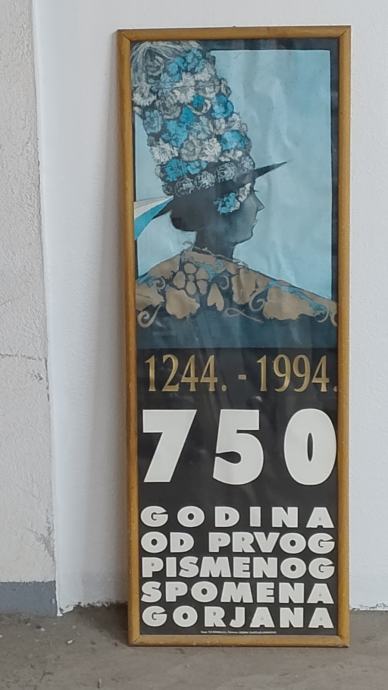 1244. - 1994.
750
GODINA
OD PRVOG
PISMENOG
SPOMENA
GORJANA